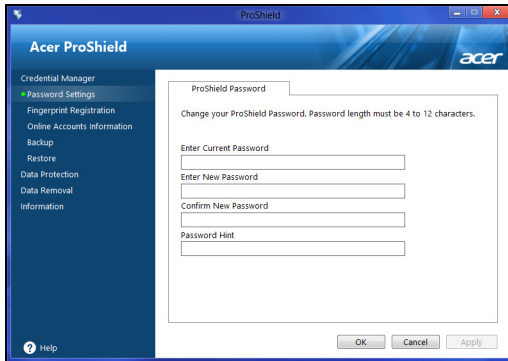 ProShield
Acer ProShield
acer
Credential Manager
Password Settings
Fingerprint Registration
Online Accounts Information
Backup
Restore
Data Protection
Data Removal
Information
Help
ProShield Password
Change your ProShield Password. Password length must be 4 to 12 characters.
Enter Current Password
Enter New Password
Confirm New Password
Password Hint
OK
Cancel
Apply